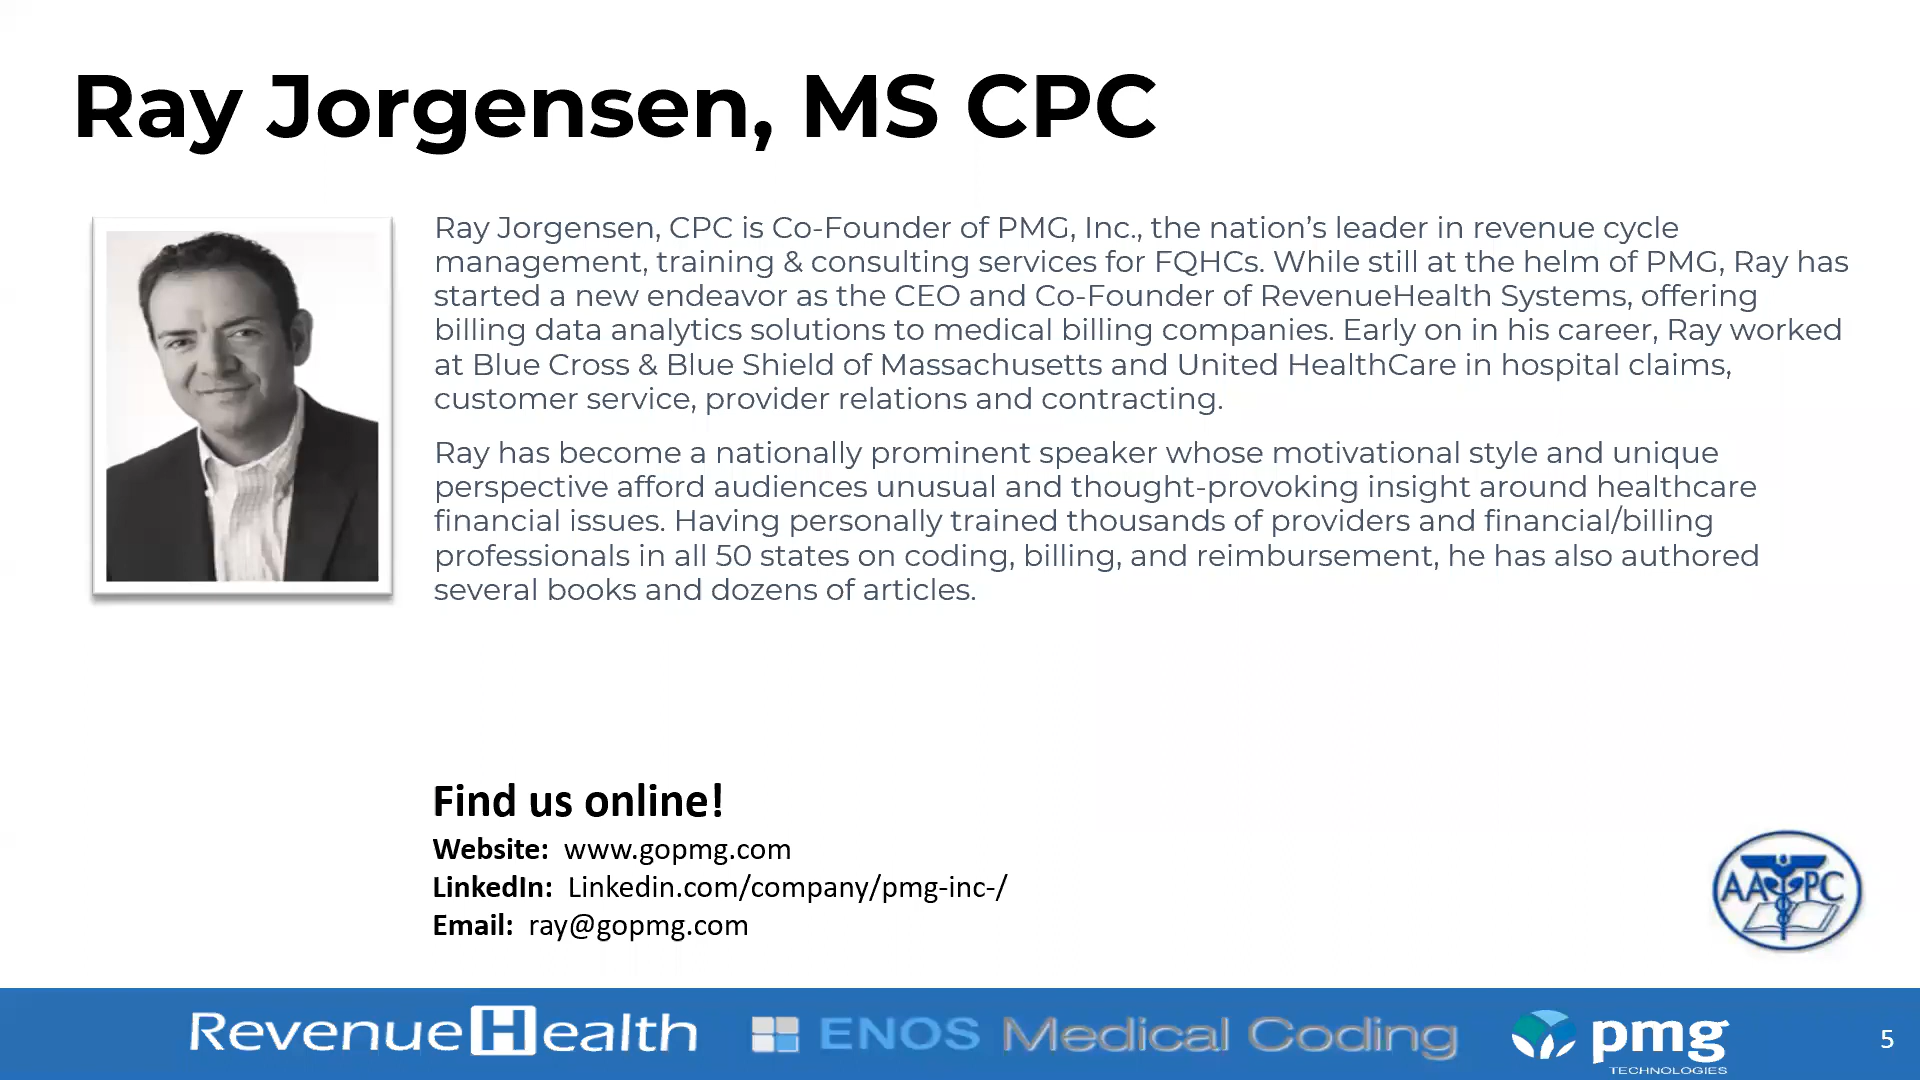 Ray Jorgensen, MS CPC
Ray Jorgensen, CPC is Co-Founder of PMG, Inc., the nation’s leader in revenue cycle
management, training & consulting services for FQHCs. While still at the helm of PMG, Ray has
started a new endeavor as the CEO and Co-Founder of RevenueHealth Systems, offering
billing data analytics solutions to medical billing companies. Early on in his career, Ray worked
at Blue Cross & Blue Shield of Massachusetts and United HealthCare in hospital claims,
customer service, provider relations and contracting.
Ray has become a nationally prominent speaker whose motivational style and unique
perspective afford audiences unusual and thought-provoking insight around healthcare
financial issues. Having personally trained thousands of providers and financial/billing
professionals in all 50 states on coding, billing, and reimbursement, he has also authored
several books and dozens of articles.
Find us online!
Website: www.gopmg.com
LinkedIn: Linkedin.com/company/pmg-inc-/
Email: ray@gopmg.com
AAPC
RevenueHealth
ENOS Medical Coding
pmg
TECHNOLOGIES
5